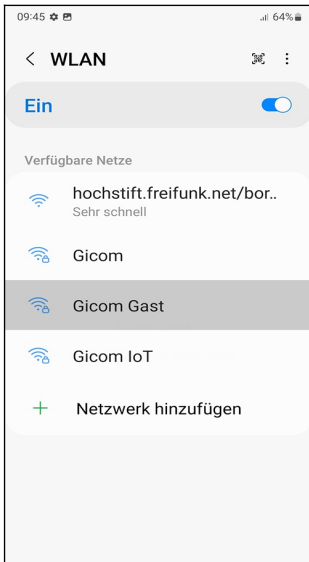 09:45
64%
WLAN
Ein
Verfügbare Netze
hochstift.freifunk.net/bor..
Sehr schnell
Gicom
Gicom Gast
Gicom IoT
+ Netzwerk hinzufügen